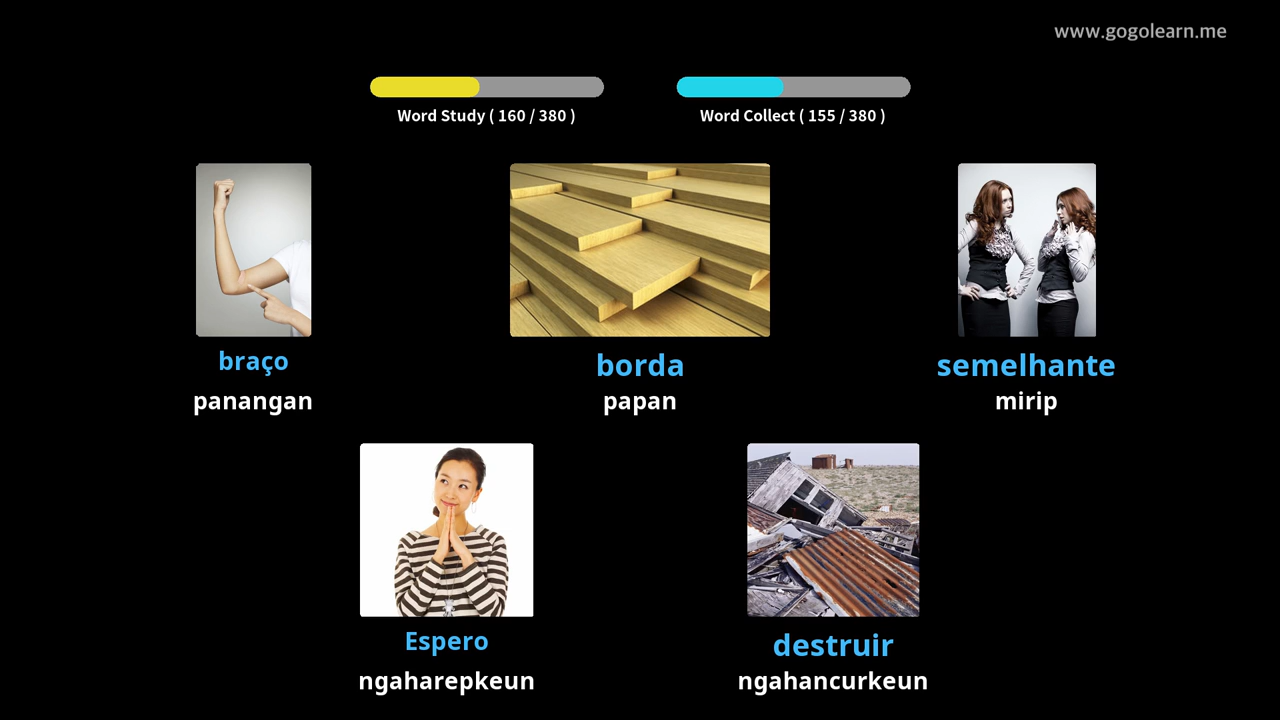 www.gogolearn.me
Word Study ( 160 / 380 )
Word Collect ( 155 / 380 )
braço
borda
semelhante
panangan
papan
mirip
Espero
destruir
ngaharepkeun
ngahancurkeun